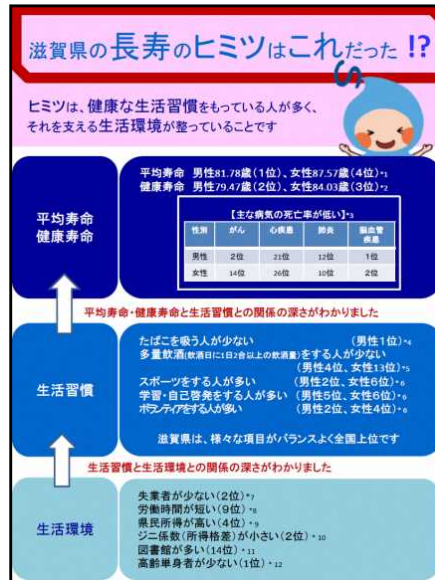 滋賀県の長寿のヒミツはこれだった!?
ヒミツは、健康な生活習慣をもっている人が多く、
それを支える生活環境が整っていることです
平均寿命 男性81.78歳(1位)、女性87.57歳(4位)*1
健康寿命 男性79.47歳(2位)、女性84.03歳(3位)*2
平均寿命
健康寿命
【主な病気の死亡率が低い】*3
性別 がん 心疾患 肺炎 脳血管疾患
男性 2位 21位 12位 1位
女性 14位 26位 10位 2位
平均寿命・健康寿命と生活習慣との関係の深さがわかりました
生活習慣
たばこを吸う人が少ない (男性1位)*4
多量飲酒(飲酒日に1日2合以上の飲酒量)をする人が少ない
(男性4位、女性13位)*5
スポーツをする人が多い (男性2位、女性6位)*6
学習・自己啓発をする人が多い (男性5位、女性6位)*6
ボランティアをする人が多い (男性2位、女性4位)*6
滋賀県は、様々な項目がバランスよく全国上位です
生活習慣と生活環境との関係の深さがわかりました
生活環境
失業者が少ない(2位)*7
労働時間が短い(9位)*8
県民所得が高い(4位)*9
ジニ係数(所得格差)が小さい(2位)*10
図書館が多い(14位)*11
高齢単身者が少ない(1位)*12